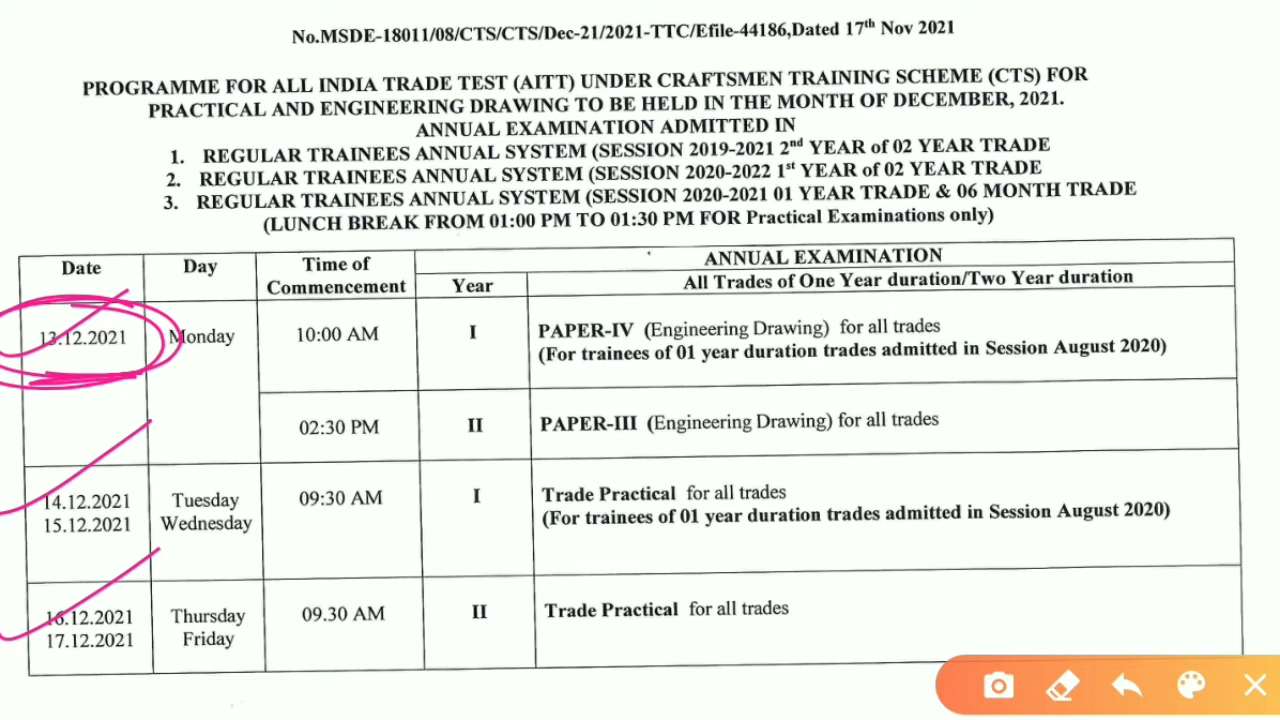 No.MSDE-18011/08/CTS/CTS/Dec-21/2021-TTC/Efile-44186,Dated 17th Nov 2021
PROGRAMME FOR ALL INDIA TRADE TEST (AITT) UNDER CRAFTSMEN TRAINING SCHEME (CTS) FOR
PRACTICAL AND ENGINEERING DRAWING TO BE HELD IN THE MONTH OF DECEMBER, 2021.
ANNUAL EXAMINATION ADMITTED IN
1. REGULAR TRAINEES ANNUAL SYSTEM (SESSION 2019-2021 2nd YEAR of 02 YEAR TRADE
2. REGULAR TRAINEES ANNUAL SYSTEM (SESSION 2020-2022 1st YEAR of 02 YEAR TRADE
3. REGULAR TRAINEES ANNUAL SYSTEM (SESSION 2020-2021 01 YEAR TRADE & 06 MONTH TRADE
(LUNCH BREAK FROM 01:00 PM TO 01:30 PM FOR Practical Examinations only)
Date Day Time of Commencement ANNUAL EXAMINATION
Year All Trades of One Year duration/Two Year duration
13.12.2021 Monday 10:00 AM I PAPER-IV (Engineering Drawing) for all trades
(For trainees of 01 year duration trades admitted in Session August 2020)
02:30 PM II PAPER-III (Engineering Drawing) for all trades
14.12.2021 Tuesday 09:30 AM I Trade Practical for all trades
15.12.2021 Wednesday (For trainees of 01 year duration trades admitted in Session August 2020)
16.12.2021 Thursday 09.30 AM II Trade Practical for all trades
17.12.2021 Friday